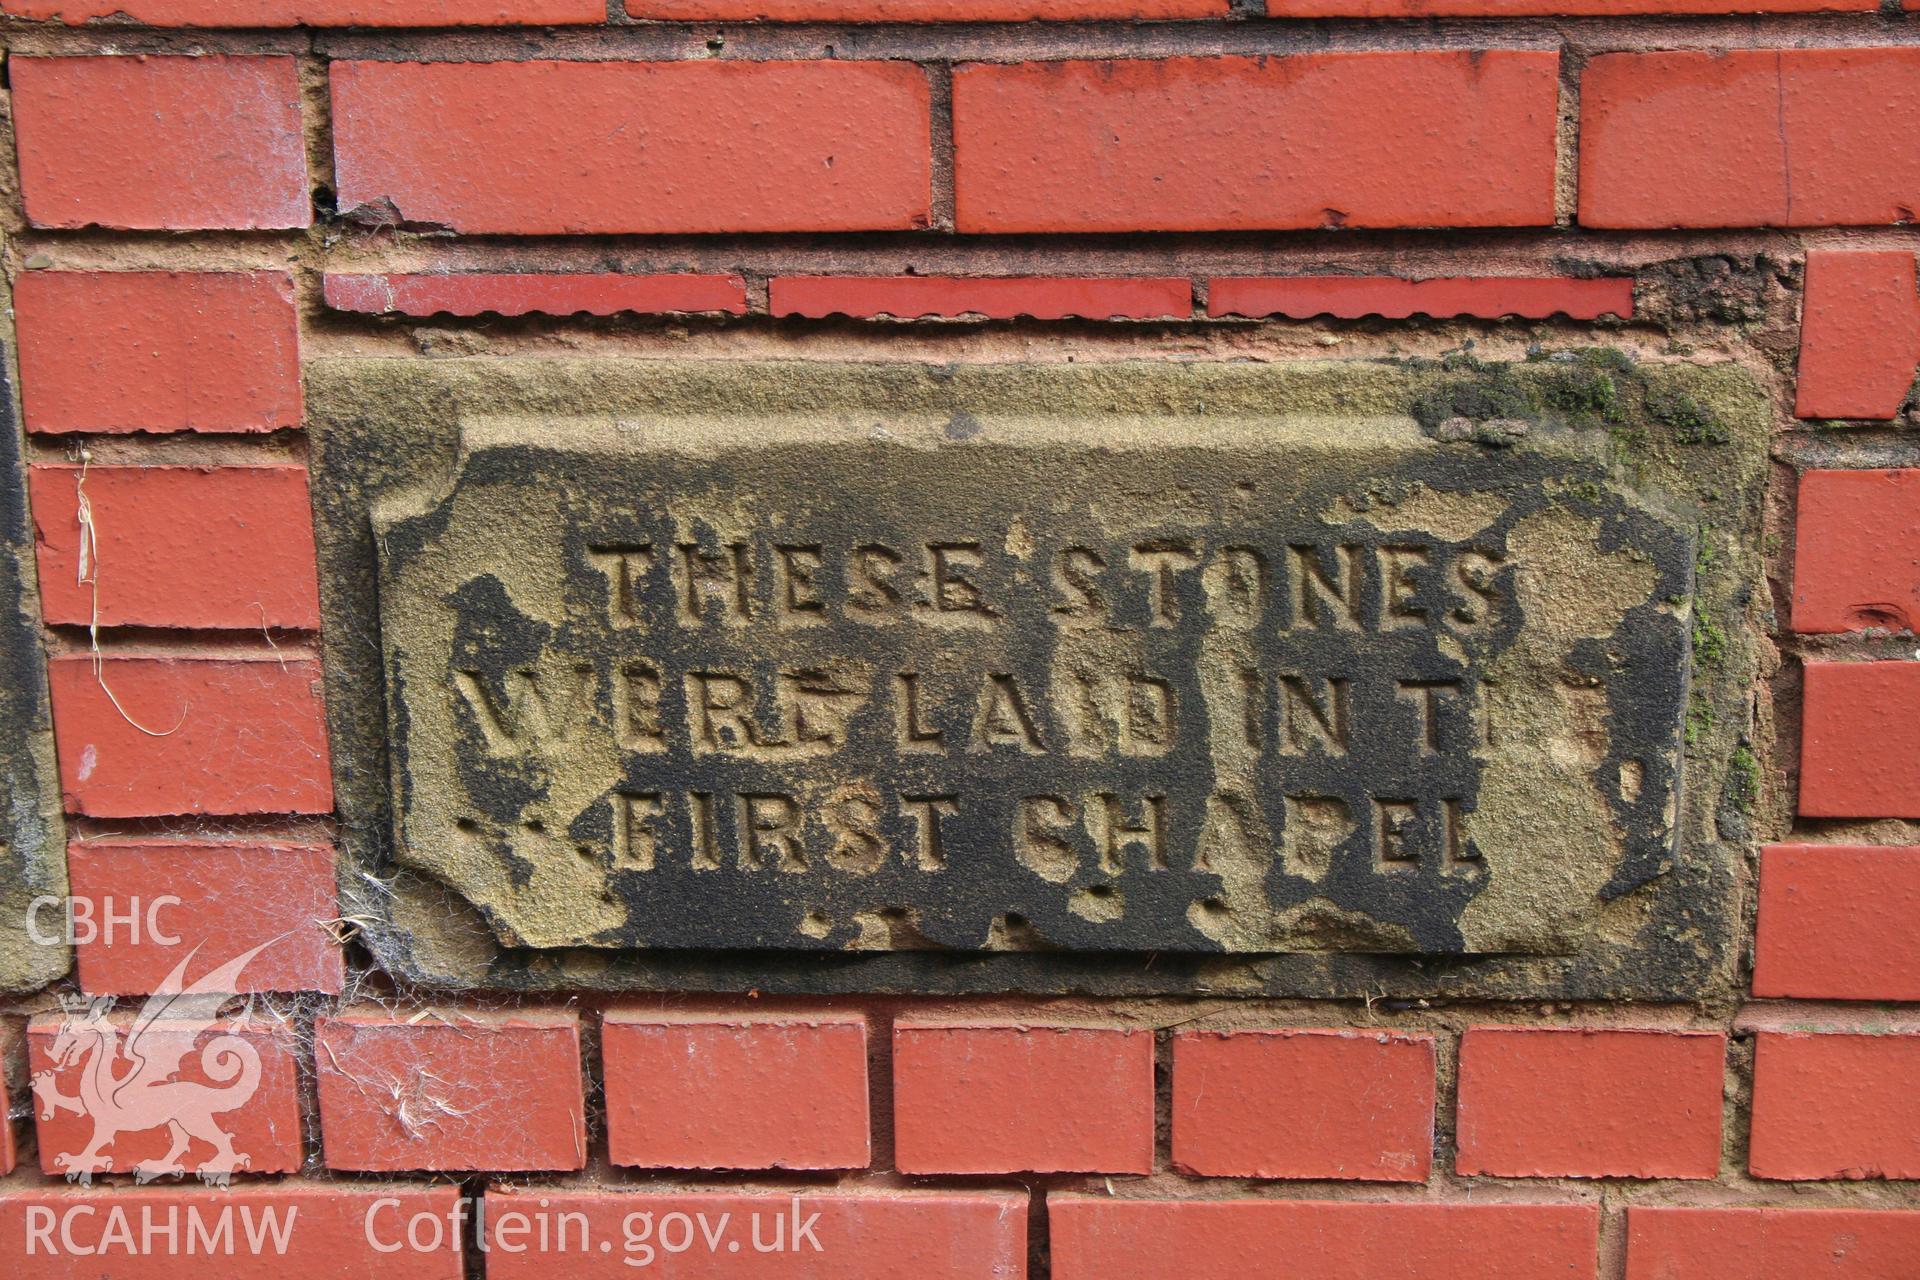 THESE STONES
WERE LAID IN THE
FIRST CHAPEL
CBHC
RCAHMW
Coflein.gov.uk